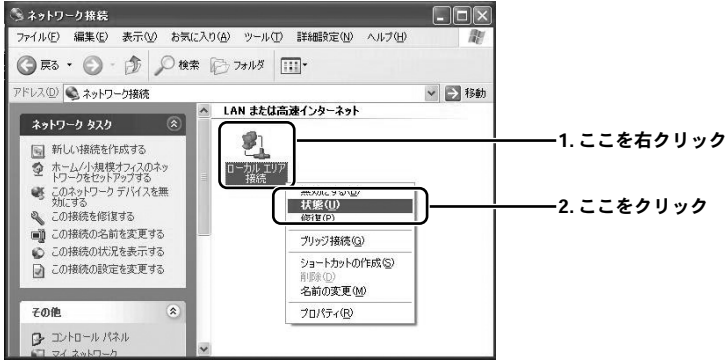 ネットワーク接続
ファイル(F) 編集(E) 表示(V) お気に入り(A) ツール(T) 詳細設定(N) ヘルプ(H)
戻る 検索 フォルダ
アドレス(D) ネットワーク接続 移動
ネットワーク タスク
新しい接続を作成する
ホーム/小規模オフィスのネッ
トワークをセットアップする
このネットワーク デバイスを無
効にする
この接続を修復する
この接続の名前を変更する
この接続の状況を表示する
この接続の設定を変更する
その他
コントロール パネル
マイ ネットワーク
LAN または高速インターネット
ローカル エリア
接続
無効にする(B)
状態(U)
修復(P)
ブリッジ接続(G)
ショートカットの作成(S)
削除(D)
名前の変更(M)
プロパティ(R)
1. ここを右クリック
2. ここをクリック